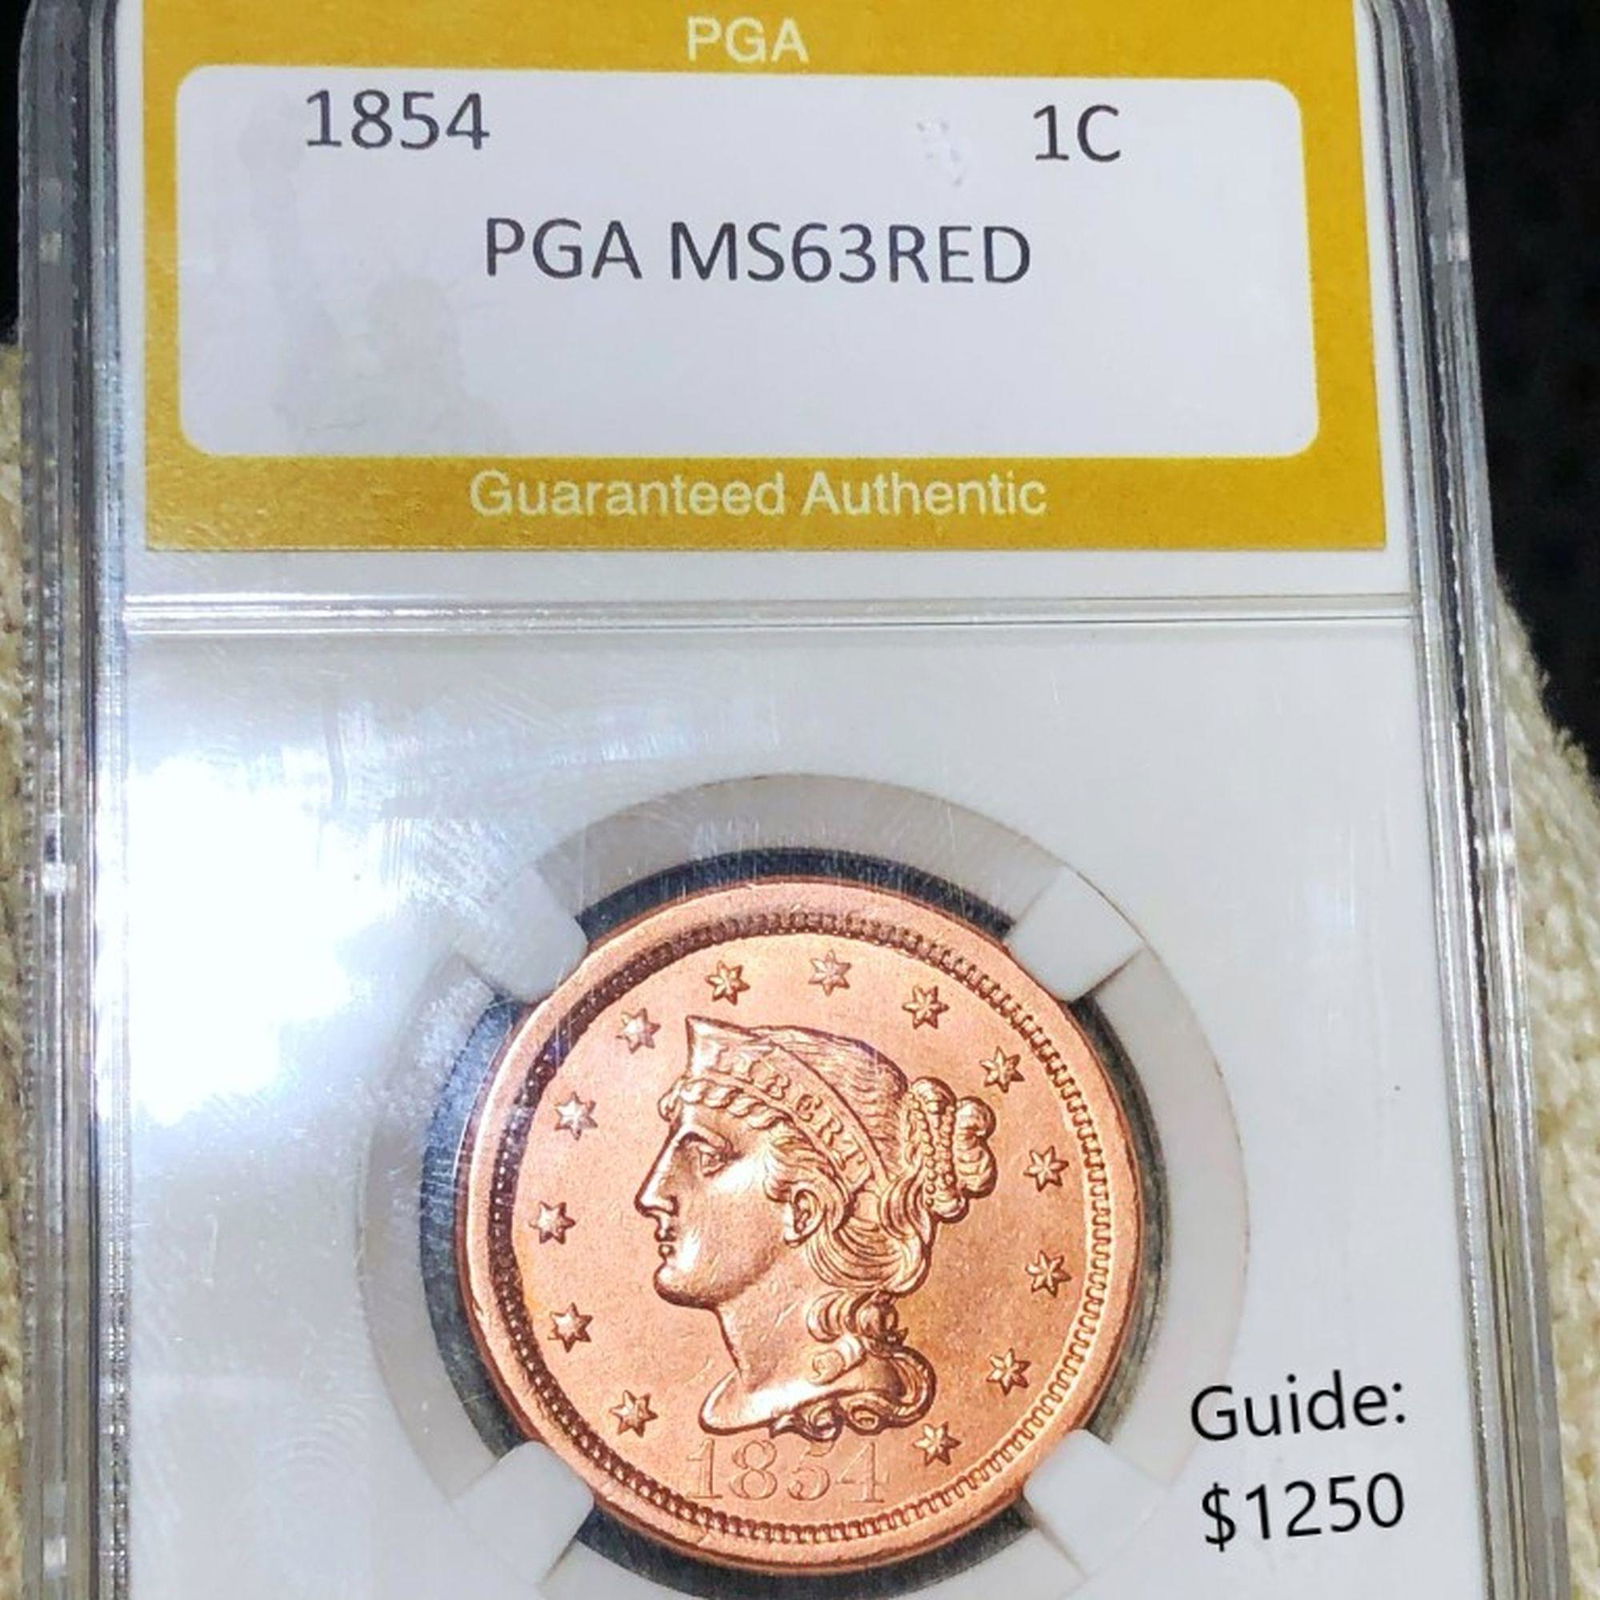 PGA
1854 1C
PGA MS63RED
Guaranteed Authentic
LIBERTY
1854
Guide:
$1250